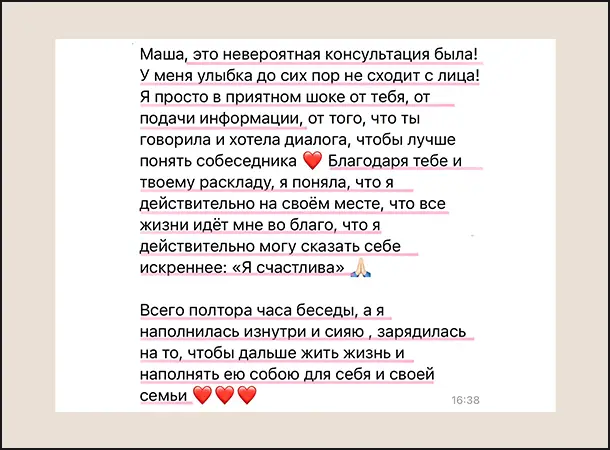 Маша, это невероятная консультация была!
У меня улыбка до сих пор не сходит с лица!
Я просто в приятном шоке от тебя, от
подачи информации, от того, что ты
говорила и хотела диалога, чтобы лучше
понять собеседника ❤️ Благодаря тебе и
твоему раскладу, я поняла, что я
действительно на своём месте, что все
жизни идёт мне во благо, что я
действительно могу сказать себе
искреннее: «Я счастлива» 🙏🏻
Всего полтора часа беседы, а я
наполнилась изнутри и сияю , зарядилась
на то, чтобы дальше жить жизнь и
наполнять ею собою для себя и своей
семьи ❤️❤️❤️
16:38